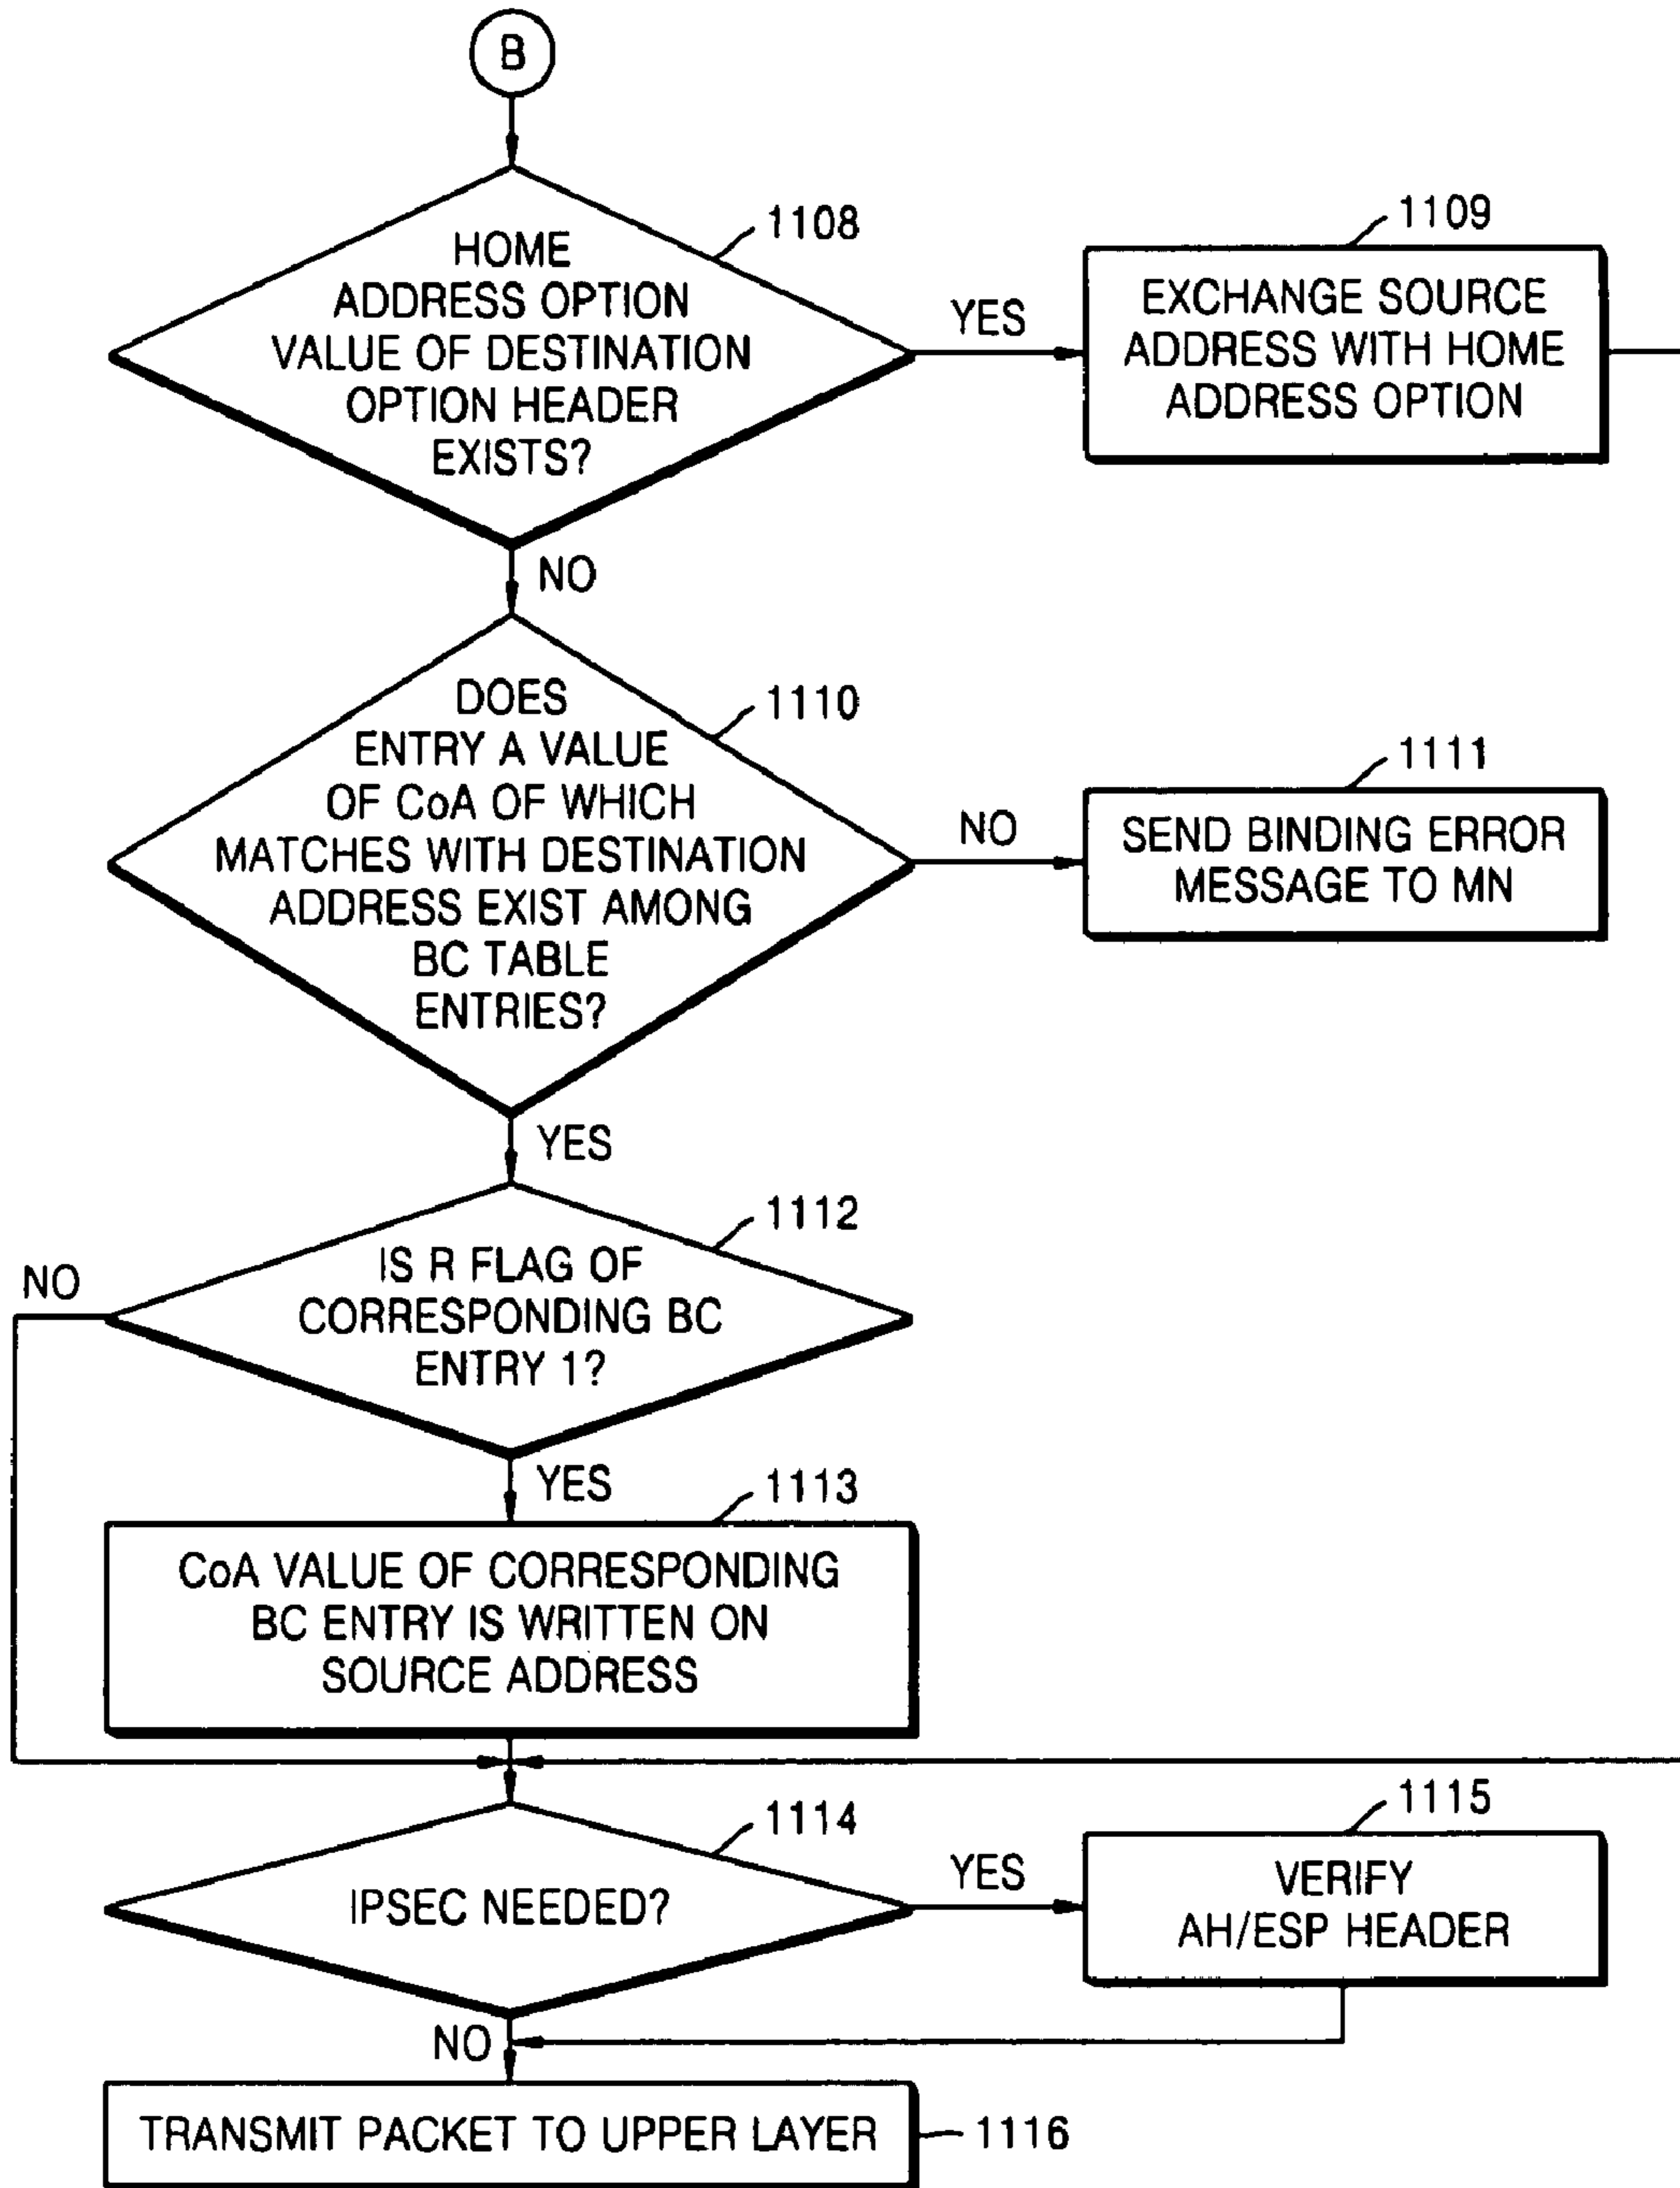 B
1108
HOME
ADDRESS OPTION
VALUE OF DESTINATION
OPTION HEADER
EXISTS?
YES
1109
EXCHANGE SOURCE
ADDRESS WITH HOME
ADDRESS OPTION
NO
1110
DOES
ENTRY A VALUE
OF CoA OF WHICH
MATCHES WITH DESTINATION
ADDRESS EXIST AMONG
BC TABLE
ENTRIES?
NO
1111
SEND BINDING ERROR
MESSAGE TO MN
YES
1112
IS R FLAG OF
CORRESPONDING BC
ENTRY 1?
NO
YES
1113
CoA VALUE OF CORRESPONDING
BC ENTRY IS WRITTEN ON
SOURCE ADDRESS
1114
IPSEC NEEDED?
YES
1115
VERIFY
AH/ESP HEADER
NO
TRANSMIT PACKET TO UPPER LAYER
1116